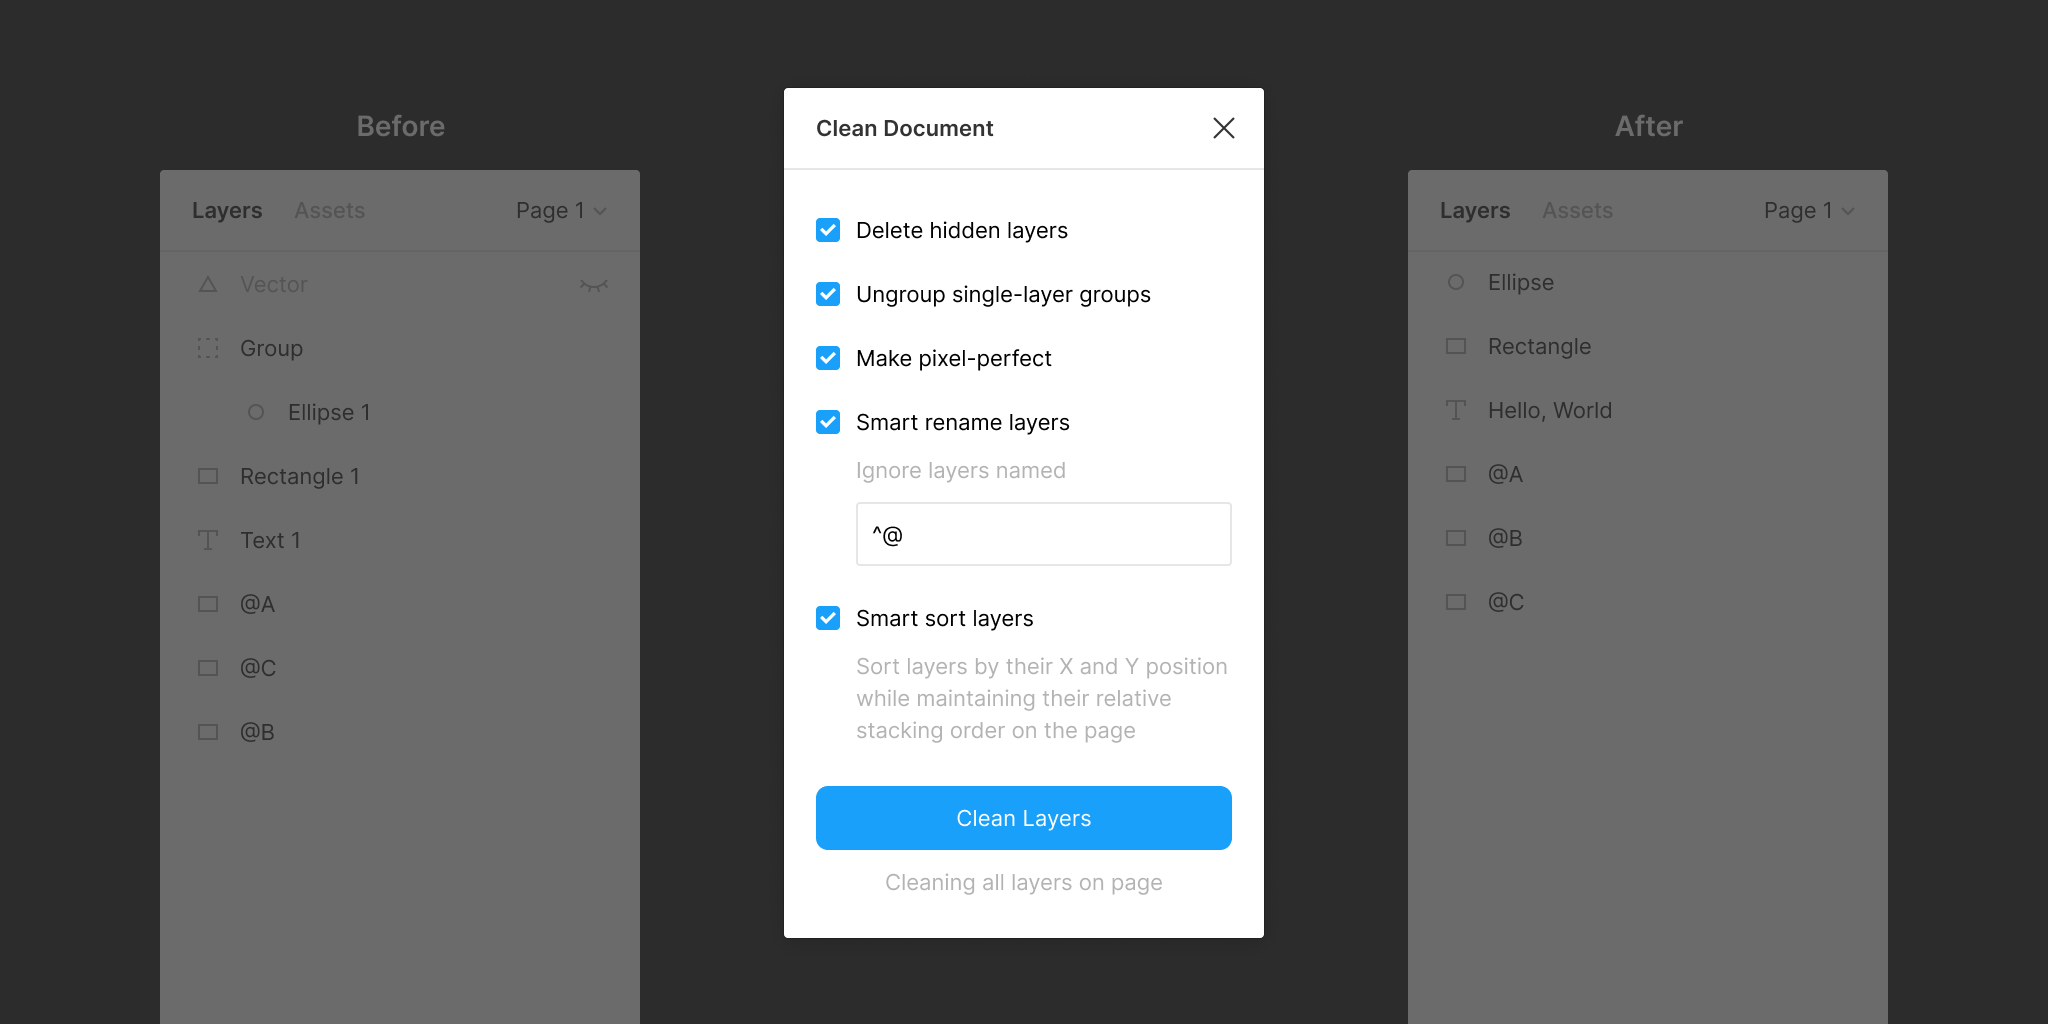 Before
Layers Assets Page 1
Vector
Group
Ellipse 1
Rectangle 1
Text 1
@A
@C
@B
Clean Document
Delete hidden layers
Ungroup single-layer groups
Make pixel-perfect
Smart rename layers
Ignore layers named
^@
Smart sort layers
Sort layers by their X and Y position
while maintaining their relative
stacking order on the page
Clean Layers
Cleaning all layers on page
After
Layers Assets Page 1
Ellipse
Rectangle
Hello, World
@A
@B
@C